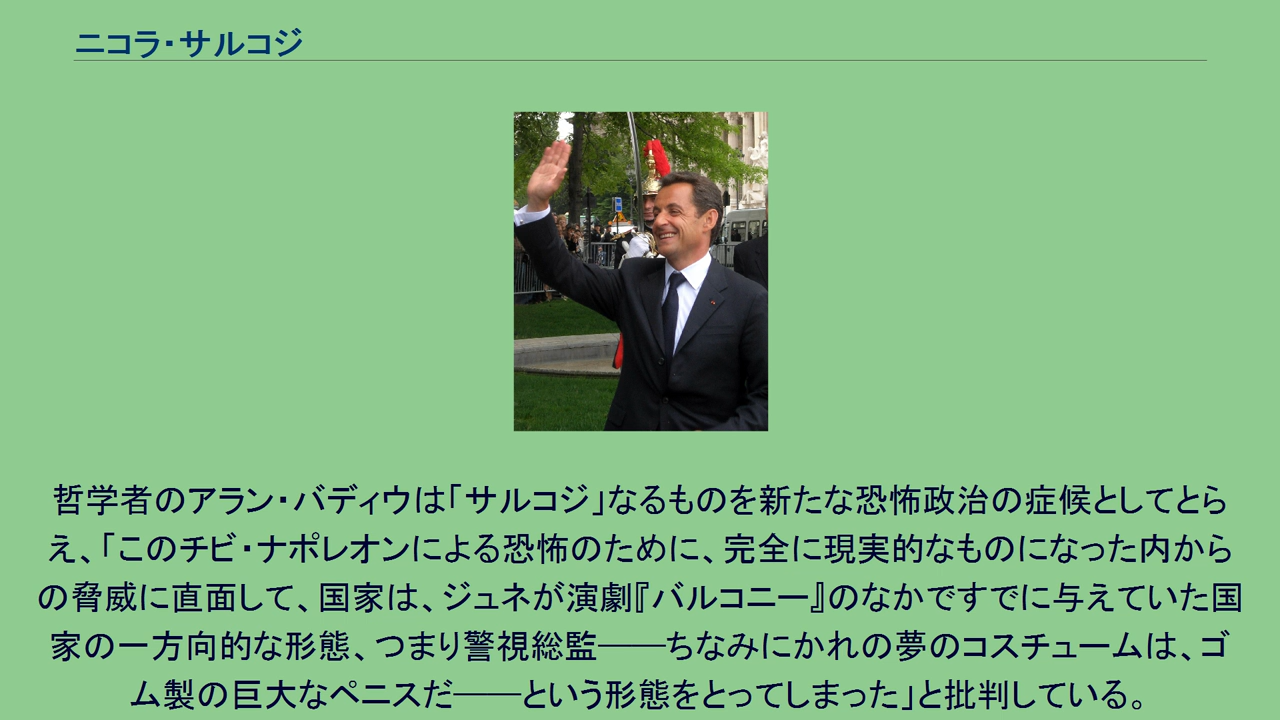 ニコラ・サルコジ
哲学者のアラン・バディウは「サルコジ」なるものを新たな恐怖政治の症候としてとら
え、「このチビ・ナポレオンによる恐怖のために、完全に現実的なものになった内から
の脅威に直面して、国家は、ジュネが演劇『バルコニー』のなかですでに与えていた国
家の一方向的な形態、つまり警視総監――ちなみにかれの夢のコスチュームは、ゴ
ム製の巨大なペニスだ――という形態をとってしまった」と批判している。